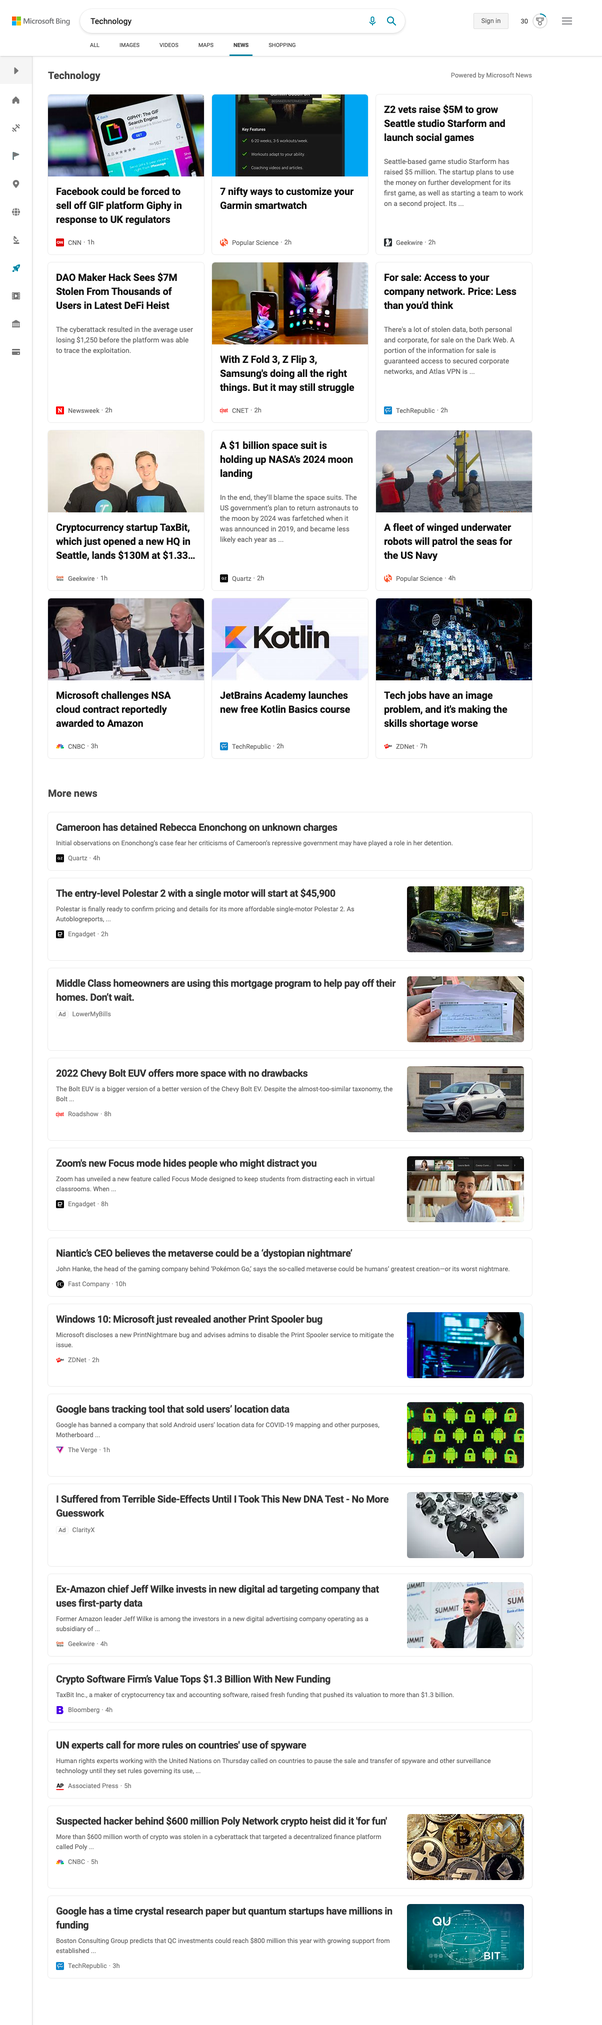 Microsoft Bing
Technology
Sign in
30
ALL
IMAGES
VIDEOS
MAPS
NEWS
SHOPPING
Technology
Powered by Microsoft News
GIPHY: The GIF
Search Engine
Key Features
6-20 weeks, 3-5 workouts/week.
Workouts adapt to your ability.
Coaching videos and articles.
Facebook could be forced to
sell off GIF platform Giphy in
response to UK regulators
CNN · 1h
7 nifty ways to customize your
Garmin smartwatch
Popular Science · 2h
Z2 vets raise $5M to grow
Seattle studio Starform and
launch social games
Seattle-based game studio Starform has
raised $5 million. The startup plans to use
the money on further development for its
first game, as well as starting a team to work
on a second project. Its ...
Geekwire · 2h
DAO Maker Hack Sees $7M
Stolen From Thousands of
Users in Latest DeFi Heist
The cyberattack resulted in the average user
losing $1,250 before the platform was able
to trace the exploitation.
Newsweek · 2h
With Z Fold 3, Z Flip 3,
Samsung's doing all the right
things. But it may still struggle
CNET · 2h
For sale: Access to your
company network. Price: Less
than you'd think
There's a lot of stolen data, both personal
and corporate, for sale on the Dark Web. A
portion of the information for sale is
guaranteed access to secured corporate
networks, and Atlas VPN is ...
TechRepublic · 2h
Cryptocurrency startup TaxBit,
which just opened a new HQ in
Seattle, lands $130M at $1.33...
Geekwire · 1h
A $1 billion space suit is
holding up NASA's 2024 moon
landing
In the end, they'll blame the space suits. The
US government's plan to return astronauts to
the moon by 2024 was farfetched when it
was announced in 2019, and became less
likely each year as ...
Quartz · 2h
A fleet of winged underwater
robots will patrol the seas for
the US Navy
Popular Science · 4h
Kotlin
Microsoft challenges NSA
cloud contract reportedly
awarded to Amazon
CNBC · 3h
JetBrains Academy launches
new free Kotlin Basics course
TechRepublic · 2h
Tech jobs have an image
problem, and it's making the
skills shortage worse
ZDNet · 7h
More news
Cameroon has detained Rebecca Enonchong on unknown charges
Initial observations on Enonchong's case fear her criticisms of Cameroon's repressive government may have played a role in her detention.
Quartz · 4h
The entry-level Polestar 2 with a single motor will start at $45,900
Polestar is finally ready to confirm pricing and details for its more affordable single-motor Polestar 2. As
Autoblogreports, ...
Engadget · 2h
Middle Class homeowners are using this mortgage program to help pay off their
homes. Don't wait.
Ad LowerMyBills
2022 Chevy Bolt EUV offers more space with no drawbacks
The Bolt EUV is a bigger version of a better version of the Chevy Bolt EV. Despite the almost-too-similar taxonomy, the
Bolt ...
Roadshow · 8h
Zoom's new Focus mode hides people who might distract you
Zoom has unveiled a new feature called Focus Mode designed to keep students from distracting each in virtual
classrooms. When ...
Engadget · 8h
Niantic's CEO believes the metaverse could be a 'dystopian nightmare'
John Hanke, the head of the gaming company behind 'Pokémon Go,' says the so-called metaverse could be humans' greatest creation—or its worst nightmare.
Fast Company · 10h
Windows 10: Microsoft just revealed another Print Spooler bug
Microsoft discloses a new PrintNightmare bug and advises admins to disable the Print Spooler service to mitigate the
issue.
ZDNet · 2h
Google bans tracking tool that sold users' location data
Google has banned a company that sold Android users' location data for COVID-19 mapping and other purposes,
Motherboard ...
The Verge · 1h
I Suffered from Terrible Side-Effects Until I Took This New DNA Test - No More
Guesswork
Ad ClarityX
Ex-Amazon chief Jeff Wilke invests in new digital ad targeting company that
uses first-party data
Former Amazon leader Jeff Wilke is among the investors in a new digital advertising company operating as a
subsidiary of ...
Geekwire · 4h
SUMMIT
SUMMIT
Crypto Software Firm's Value Tops $1.3 Billion With New Funding
TaxBit Inc., a maker of cryptocurrency tax and accounting software, raised fresh funding that pushed its valuation to more than $1.3 billion.
Bloomberg · 4h
UN experts call for more rules on countries' use of spyware
Human rights experts working with the United Nations on Thursday called on countries to pause the sale and transfer of spyware and other surveillance
technology until they set rules governing its use, ...
Associated Press · 5h
Suspected hacker behind $600 million Poly Network crypto heist did it 'for fun'
More than $600 million worth of crypto was stolen in a cyberattack that targeted a decentralized finance platform
called Poly ...
CNBC · 5h
Google has a time crystal research paper but quantum startups have millions in
funding
Boston Consulting Group predicts that QC investments could reach $800 million this year with growing support from
established ...
TechRepublic · 3h
QU
BIT